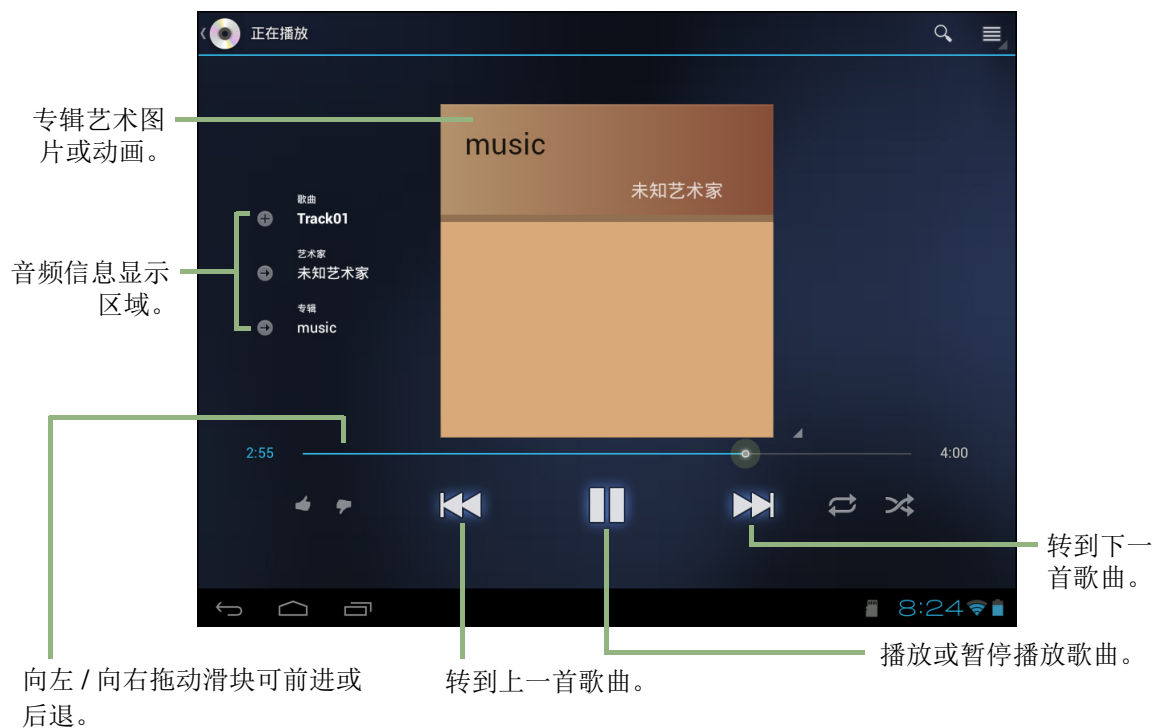 正在播放
专辑艺术图
片或动画。
music
未知艺术家
歌曲
Track01
艺术家
未知艺术家
专辑
music
音频信息显示
区域。
2:55
4:00
转到下一
首歌曲。
8:24
播放或暂停播放歌曲。
转到上一首歌曲。
向左 / 向右拖动滑块可前进或
后退。